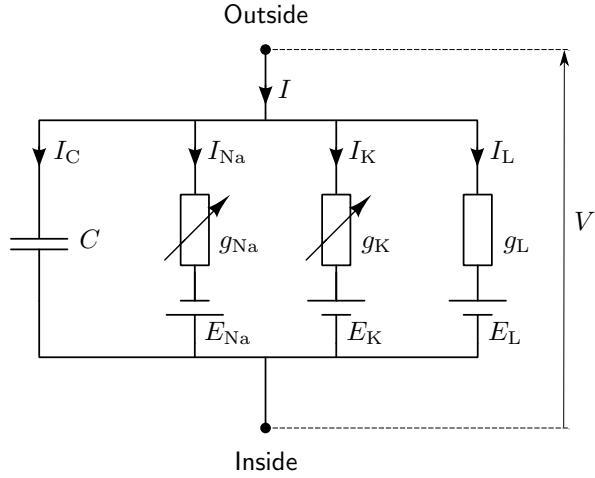 Outside
I
I_C
I_Na
I_K
I_L
C
g_Na
g_K
g_L
V
E_Na
E_K
E_L
Inside